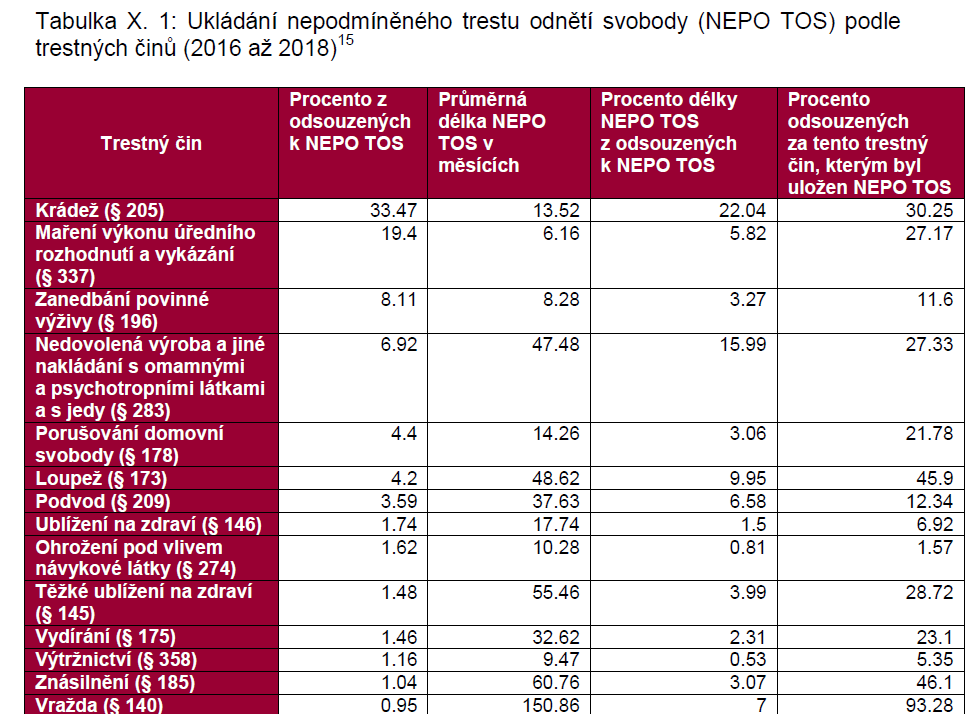 Tabulka X. 1: Ukládání nepodmíněného trestu odnětí svobody (NEPO TOS) podle
trestných činů (2016 až 2018)15
Trestný čin
Procento z
odsouzených
k NEPO TOS
Průměrná
délka NEPO
TOS v
měsících
Procento délky
NEPO TOS
z odsouzených
k NEPO TOS
Procento
odsouzených
za tento trestný
čin, kterým byl
uložen NEPO TOS
Krádež (§ 205) 33.47 13.52 22.04 30.25
Maření výkonu úředního 19.4 6.16 5.82 27.17
rozhodnutí a vykázání
(§ 337)
Zanedbání povinné 8.11 8.28 3.27 11.6
výživy (§ 196)
Nedovolená výroba a jiné 6.92 47.48 15.99 27.33
nakládání s omamnými
a psychotropními látkami
a s jedy (§ 283)
Porušování domovní 4.4 14.26 3.06 21.78
svobody (§ 178)
Loupež (§ 173) 4.2 48.62 9.95 45.9
Podvod (§ 209) 3.59 37.63 6.58 12.34
Ublížení na zdraví (§ 146) 1.74 17.74 1.5 6.92
Ohrožení pod vlivem 1.62 10.28 0.81 1.57
návykové látky (§ 274)
Těžké ublížení na zdraví 1.48 55.46 3.99 28.72
(§ 145)
Vydírání (§ 175) 1.46 32.62 2.31 23.1
Výtržnictví (§ 358) 1.16 9.47 0.53 5.35
Znásilnění (§ 185) 1.04 60.76 3.07 46.1
Vražda (§ 140) 0.95 150.86 7 93.28